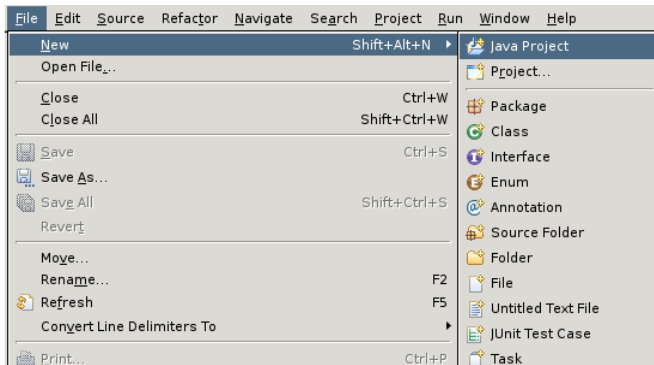 File Edit Source Refactor Navigate Search Project Run Window Help
New Shift+Alt+N
Open File...
Close Ctrl+W
Close All Shift+Ctrl+W
Save Ctrl+S
Save As...
Save All Shift+Ctrl+S
Revert
Move...
Rename... F2
Refresh F5
Convert Line Delimiters To
Print... Ctrl+P
Java Project
Project...
Package
Class
Interface
Enum
Annotation
Source Folder
Folder
File
Untitled Text File
JUnit Test Case
Task